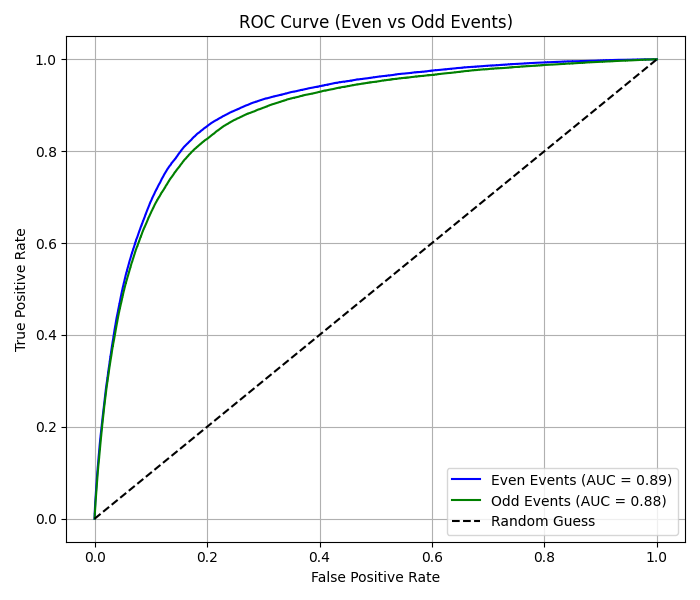 ROC Curve (Even vs Odd Events)
True Positive Rate
1.0
0.8
0.6
0.4
0.2
0.0
0.0 0.2 0.4 0.6 0.8 1.0
False Positive Rate
Even Events (AUC = 0.89)
Odd Events (AUC = 0.88)
Random Guess